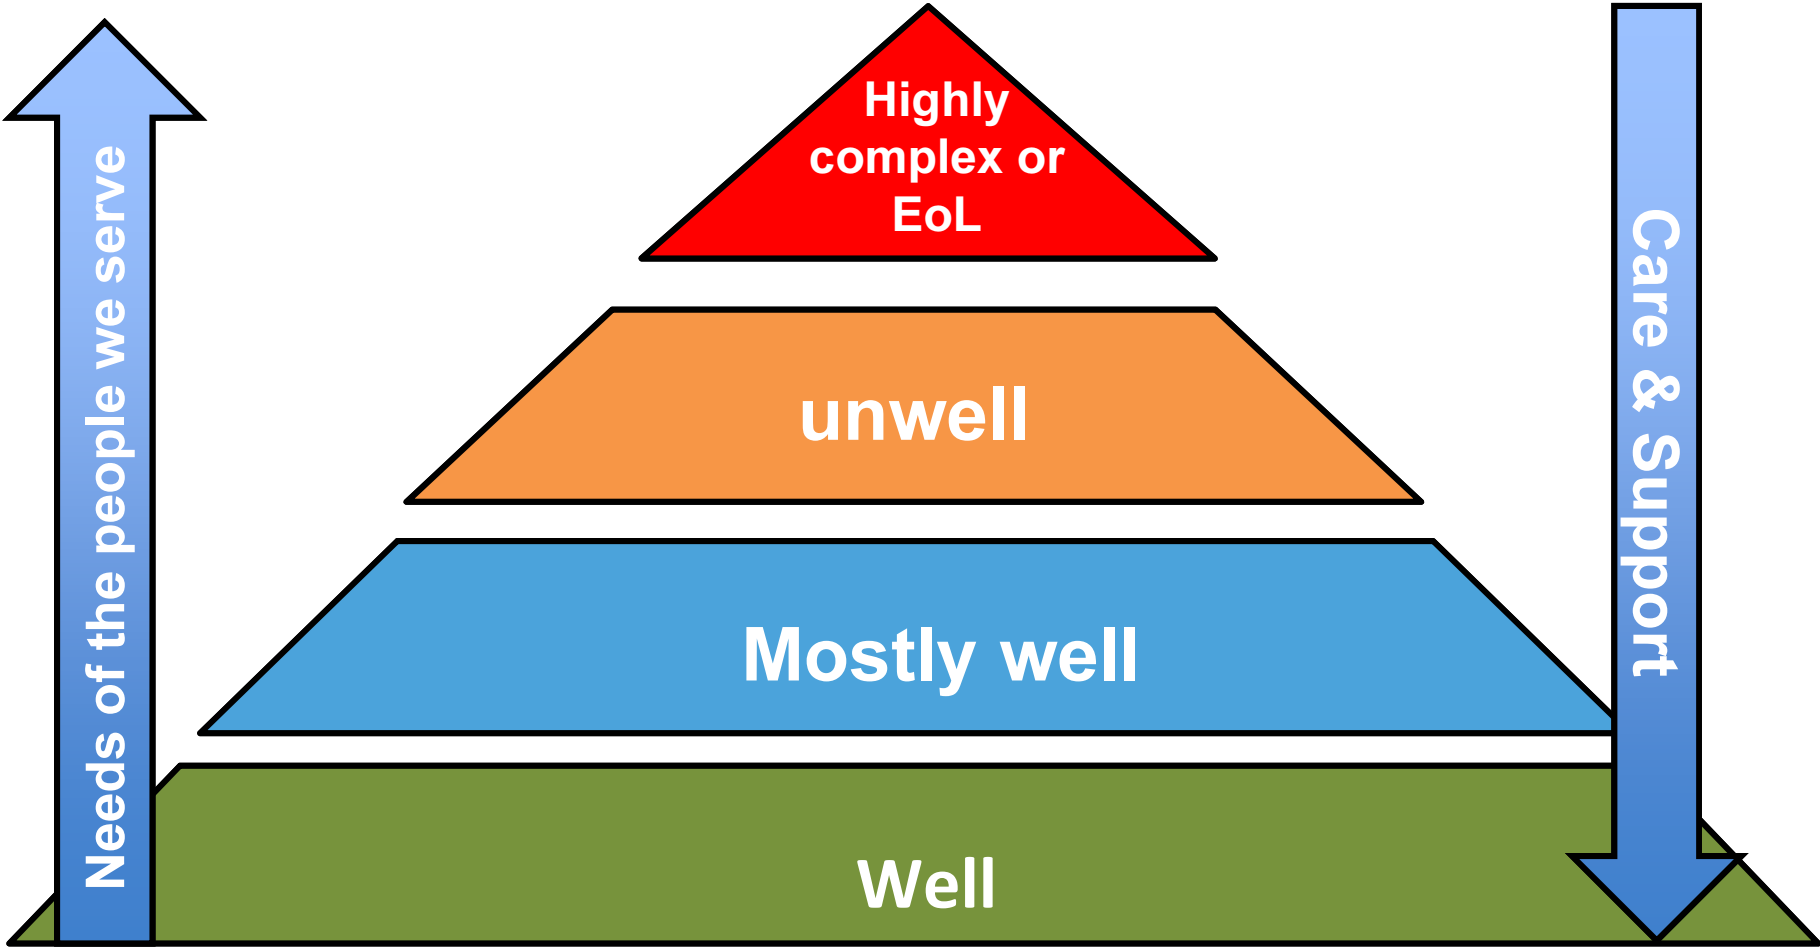 Needs of the people we serve
Highly
complex or
EoL
unwell
Mostly well
Well
Care & Support